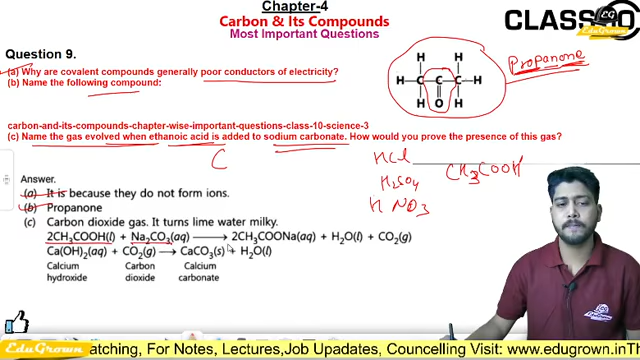 Chapter-4
Carbon & Its Compounds
Most Important Questions
CLASS 10
EG
EduGrown
Question 9.
(a) Why are covalent compounds generally poor conductors of electricity?
(b) Name the following compound:
H H
H—C—C—C—H
H O H
Propanone
carbon-and-its-compounds-chapter-wise-important-questions-class-10-science-3
(c) Name the gas evolved when ethanoic acid is added to sodium carbonate. How would you prove the presence of this gas?
C
HCl
H2SO4
H NO3
CH3COOH
Answer.
(a) It is because they do not form ions.
(b) Propanone
(c) Carbon dioxide gas. It turns lime water milky.
2CH₃COOH(l) + Na₂CO₃(aq) ⟶ 2CH₃COONa(aq) + H₂O(l) + CO₂(g)
Ca(OH)₂(aq) + CO₂(g) ⟶ CaCO₃(s) + H₂O(l)
Calcium hydroxide Carbon dioxide Calcium carbonate
EduGrown
atching, For Notes, Lectures,Job Upadates, Councelling Visit: www.edugrown.inTh